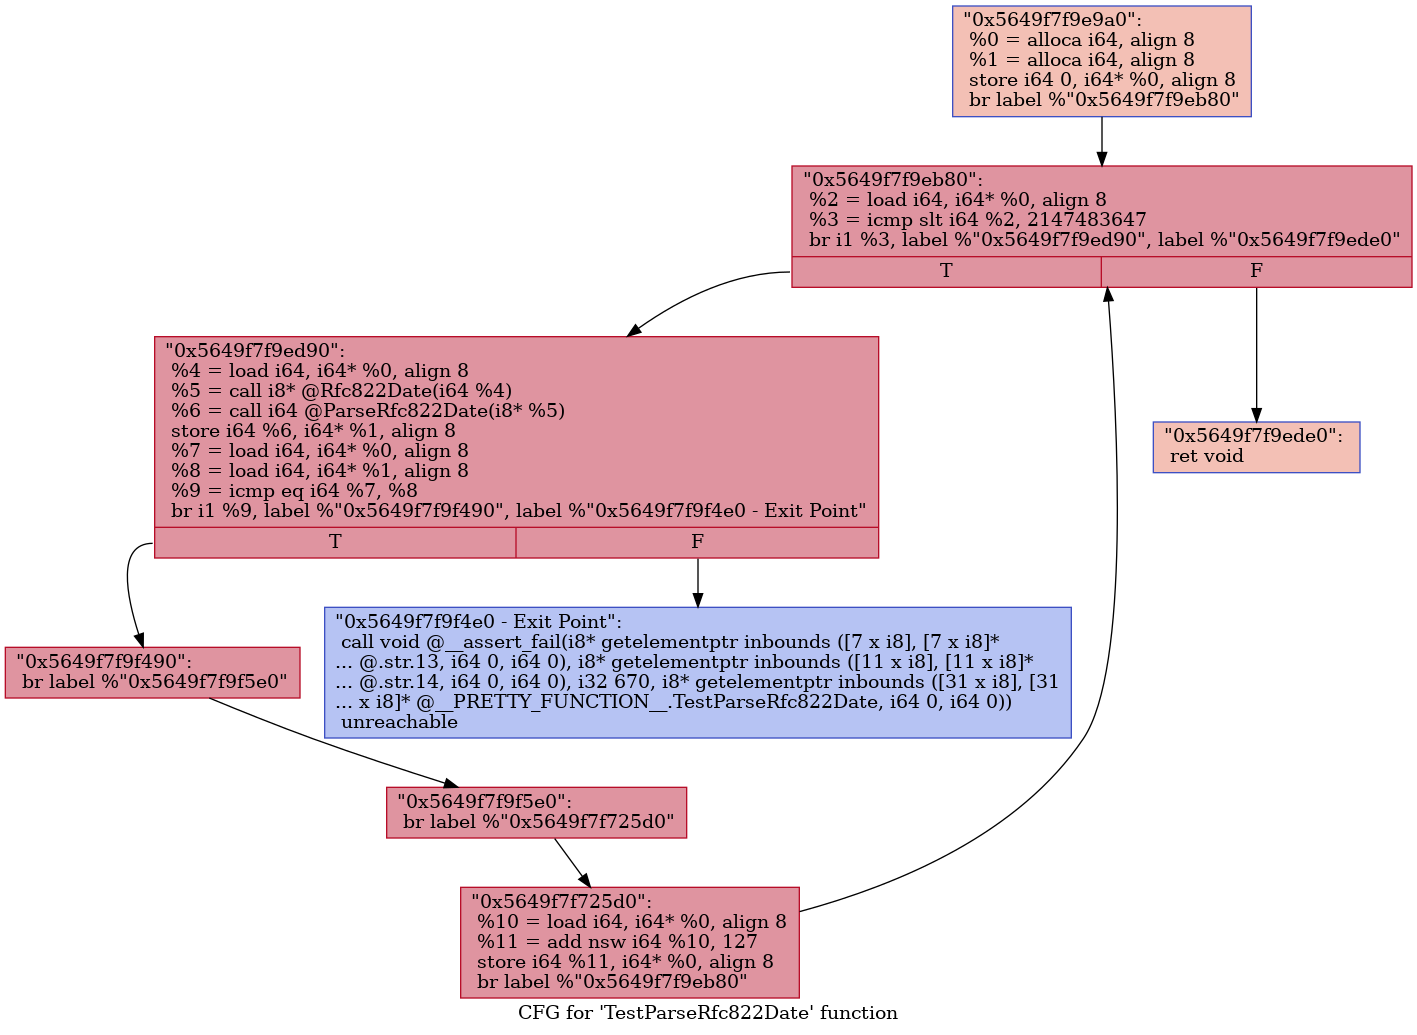 "0x5649f7f9e9a0":
%0 = alloca i64, align 8
%1 = alloca i64, align 8
store i64 0, i64* %0, align 8
br label %"0x5649f7f9eb80"
"0x5649f7f9eb80":
%2 = load i64, i64* %0, align 8
%3 = icmp slt i64 %2, 2147483647
br i1 %3, label %"0x5649f7f9ed90", label %"0x5649f7f9ede0"
T
F
"0x5649f7f9ed90":
%4 = load i64, i64* %0, align 8
%5 = call i8* @Rfc822Date(i64 %4)
%6 = call i64 @ParseRfc822Date(i8* %5)
store i64 %6, i64* %1, align 8
%7 = load i64, i64* %0, align 8
%8 = load i64, i64* %1, align 8
%9 = icmp eq i64 %7, %8
br i1 %9, label %"0x5649f7f9f490", label %"0x5649f7f9f4e0 - Exit Point"
T
F
"0x5649f7f9ede0":
ret void
"0x5649f7f9f490":
br label %"0x5649f7f9f5e0"
"0x5649f7f9f4e0 - Exit Point":
call void @__assert_fail(i8* getelementptr inbounds ([7 x i8], [7 x i8]*
... @.str.13, i64 0, i64 0), i8* getelementptr inbounds ([11 x i8], [11 x i8]*
... @.str.14, i64 0, i64 0), i32 670, i8* getelementptr inbounds ([31 x i8], [31
... x i8]* @__PRETTY_FUNCTION__.TestParseRfc822Date, i64 0, i64 0))
unreachable
"0x5649f7f9f5e0":
br label %"0x5649f7f725d0"
"0x5649f7f725d0":
%10 = load i64, i64* %0, align 8
%11 = add nsw i64 %10, 127
store i64 %11, i64* %0, align 8
br label %"0x5649f7f9eb80"
CFG for 'TestParseRfc822Date' function